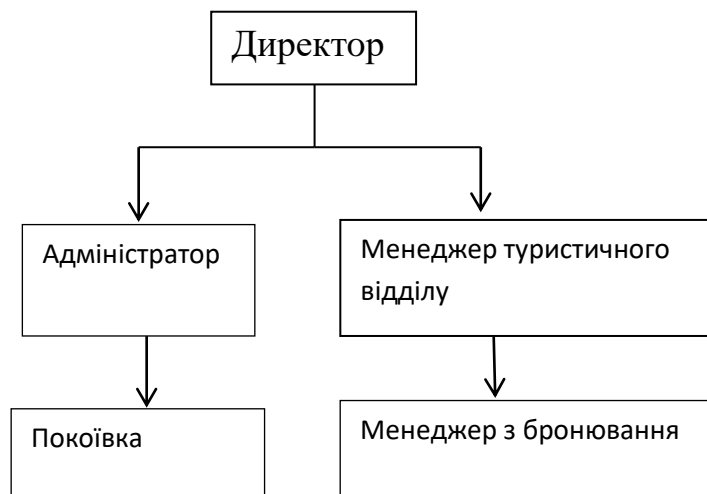 Директор
Адміністратор
Менеджер туристичного
відділу
Покоївка
Менеджер з бронювання